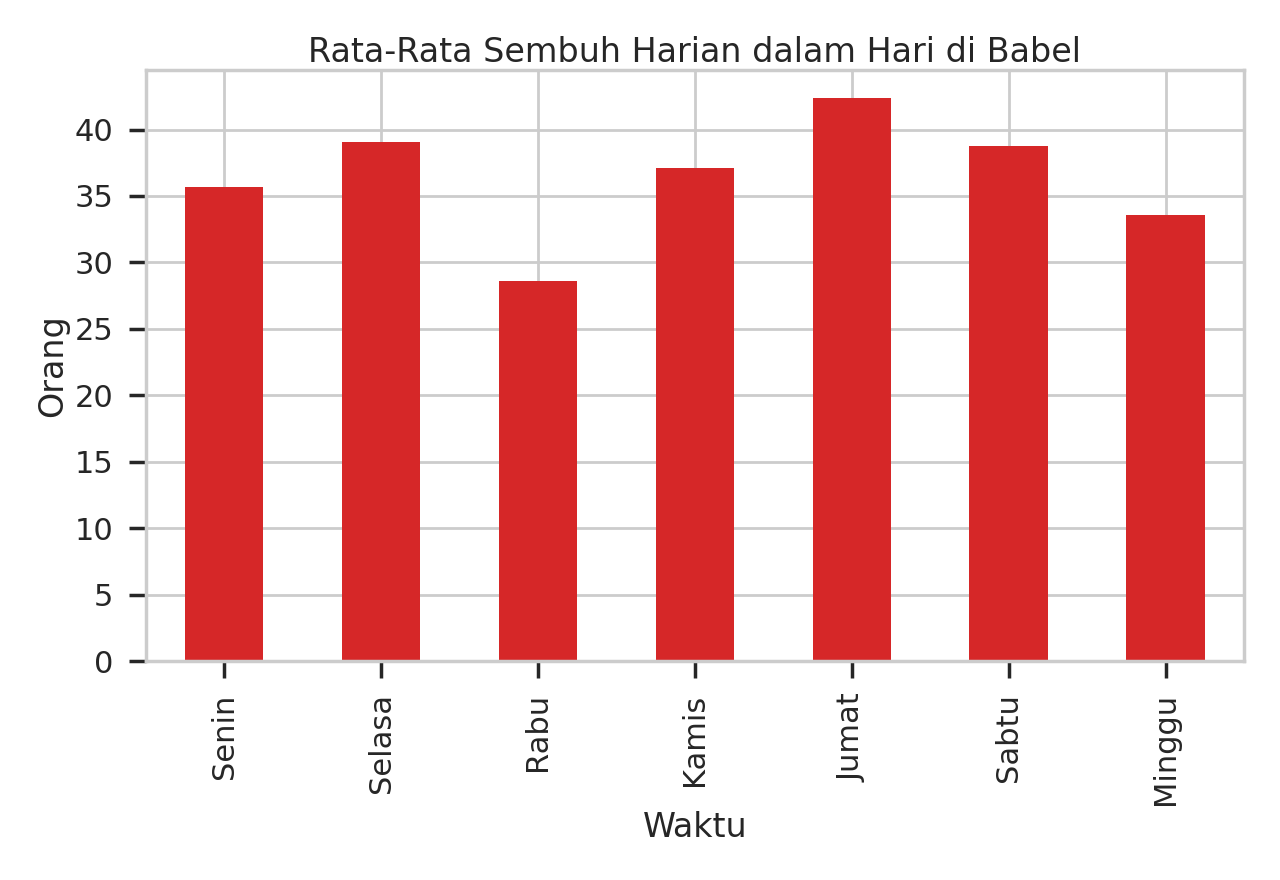 Rata-Rata Sembuh Harian dalam Hari di Babel
40
35
30
25
20
15
10
5
0
Orang
Senin
Selasa
Rabu
Kamis
Jumat
Sabtu
Minggu
Waktu